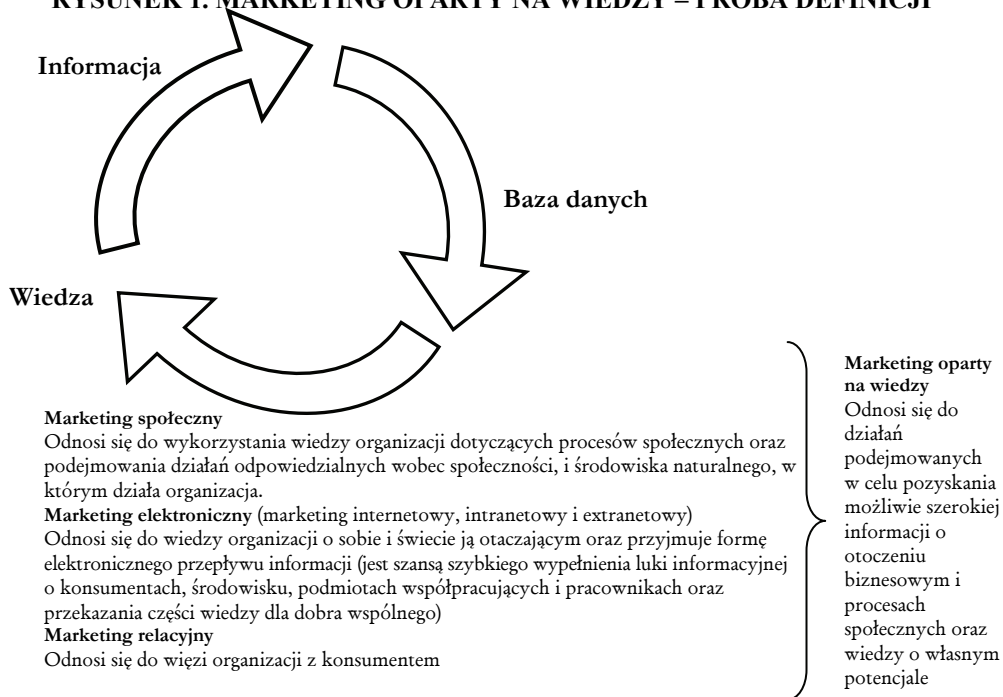 RYSUNEK 1. MARKETING OPARTY NA WIEDZY – PRÓBA DEFINICJI
Informacja
Baza danych
Wiedza
Marketing społeczny
Odnosi się do wykorzystania wiedzy organizacji dotyczących procesów społecznych oraz
podejmowania działań odpowiedzialnych wobec społeczności, i środowiska naturalnego, w
którym działa organizacja.
Marketing elektroniczny (marketing internetowy, intranetowy i extranetowy)
Odnosi się do wiedzy organizacji o sobie i świecie ją otaczającym oraz przyjmuje formę
elektronicznego przepływu informacji (jest szansą szybkiego wypełnienia luki informacyjnej
o konsumentach, środowisku, podmiotach współpracujących i pracownikach oraz
przekazania części wiedzy dla dobra wspólnego)
Marketing relacyjny
Odnosi się do więzi organizacji z konsumentem
Marketing oparty
na wiedzy
Odnosi się do
działań
podejmowanych
w celu pozyskania
możliwie szerokiej
informacji o
otoczeniu
biznesowym i
procesach
społecznych oraz
wiedzy o własnym
potencjale